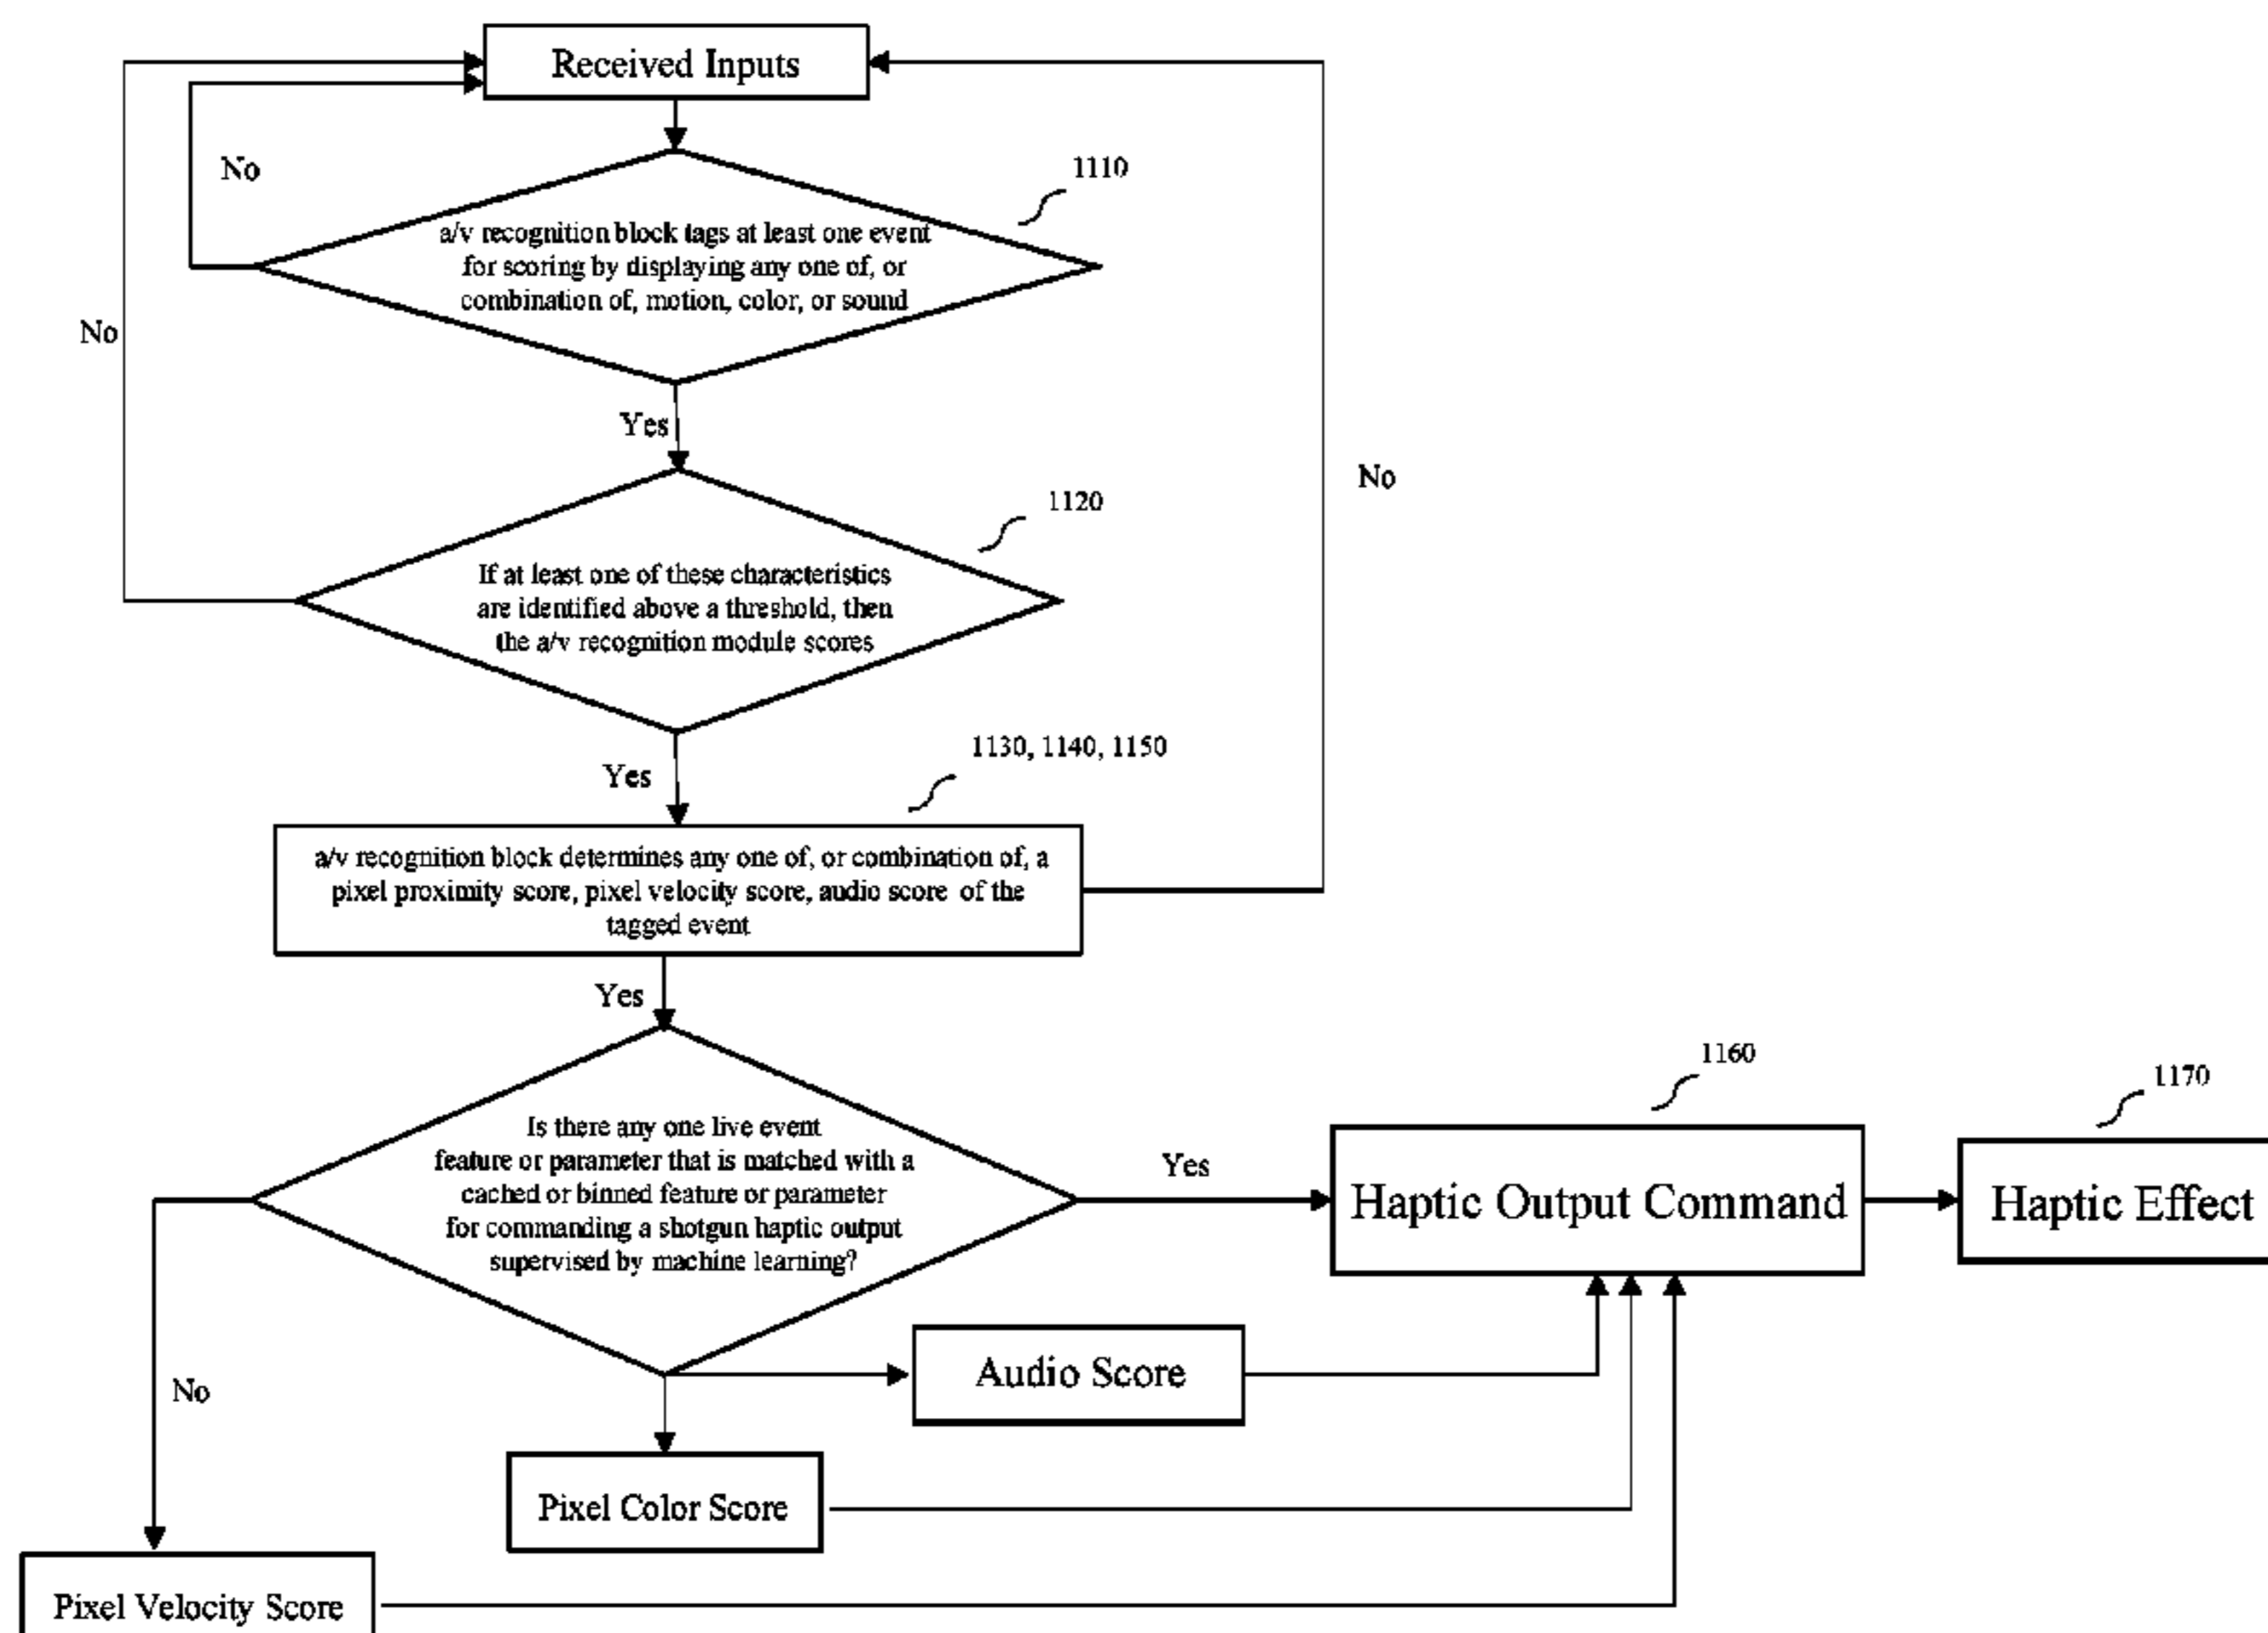 Received Inputs
No
1110
a/v recognition block tags at least one event
for scoring by displaying any one of, or
combination of, motion, color, or sound
No
Yes
No
1120
If at least one of these characteristics
are identified above a threshold, then
the a/v recognition module scores
1130, 1140, 1150
Yes
a/v recognition block determines any one of, or combination of, a
pixel proximity score, pixel velocity score, audio score of the
tagged event
Yes
1160
1170
Is there any one live event
feature or parameter that is matched with a
cached or binned feature or parameter
for commanding a shotgun haptic output
supervised by machine learning?
Yes
Haptic Output Command
Haptic Effect
No
Audio Score
Pixel Color Score
Pixel Velocity Score